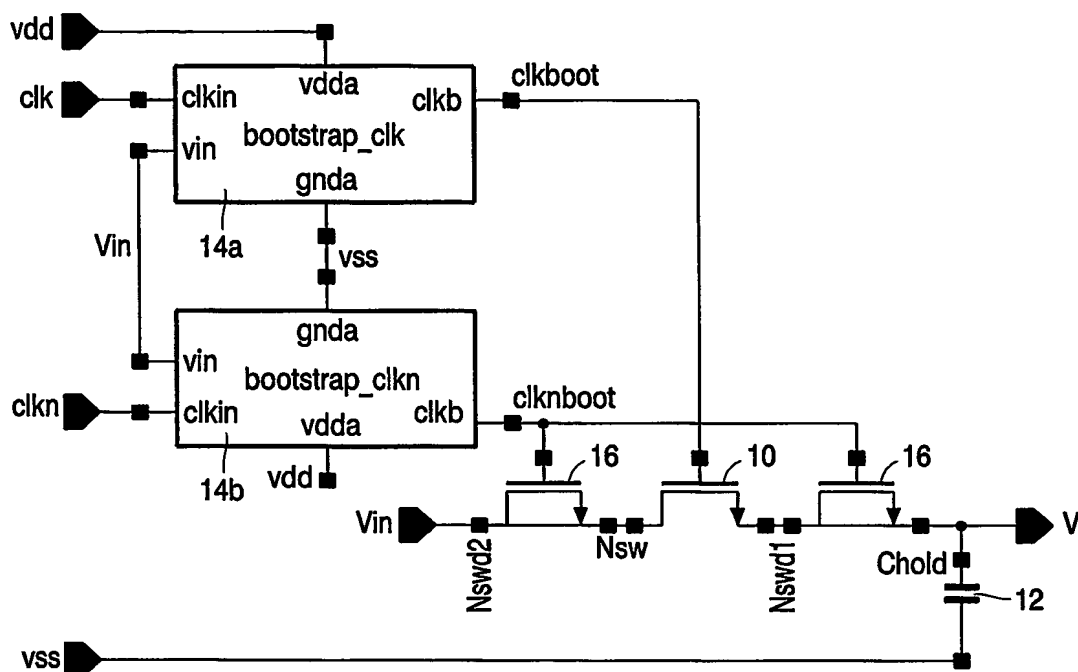 vdd
clk
clkin
vdda
clkb
clkboot
vin
bootstrap_clk
gnda
14a
Vin
vss
gnda
vin
bootstrap_clkn
clkn
clkin
vdda
clkb
clknboot
14b
vdd
16
10
16
Vin
Nswd2
Nsw
Nswd1
V
Chold
12
vss